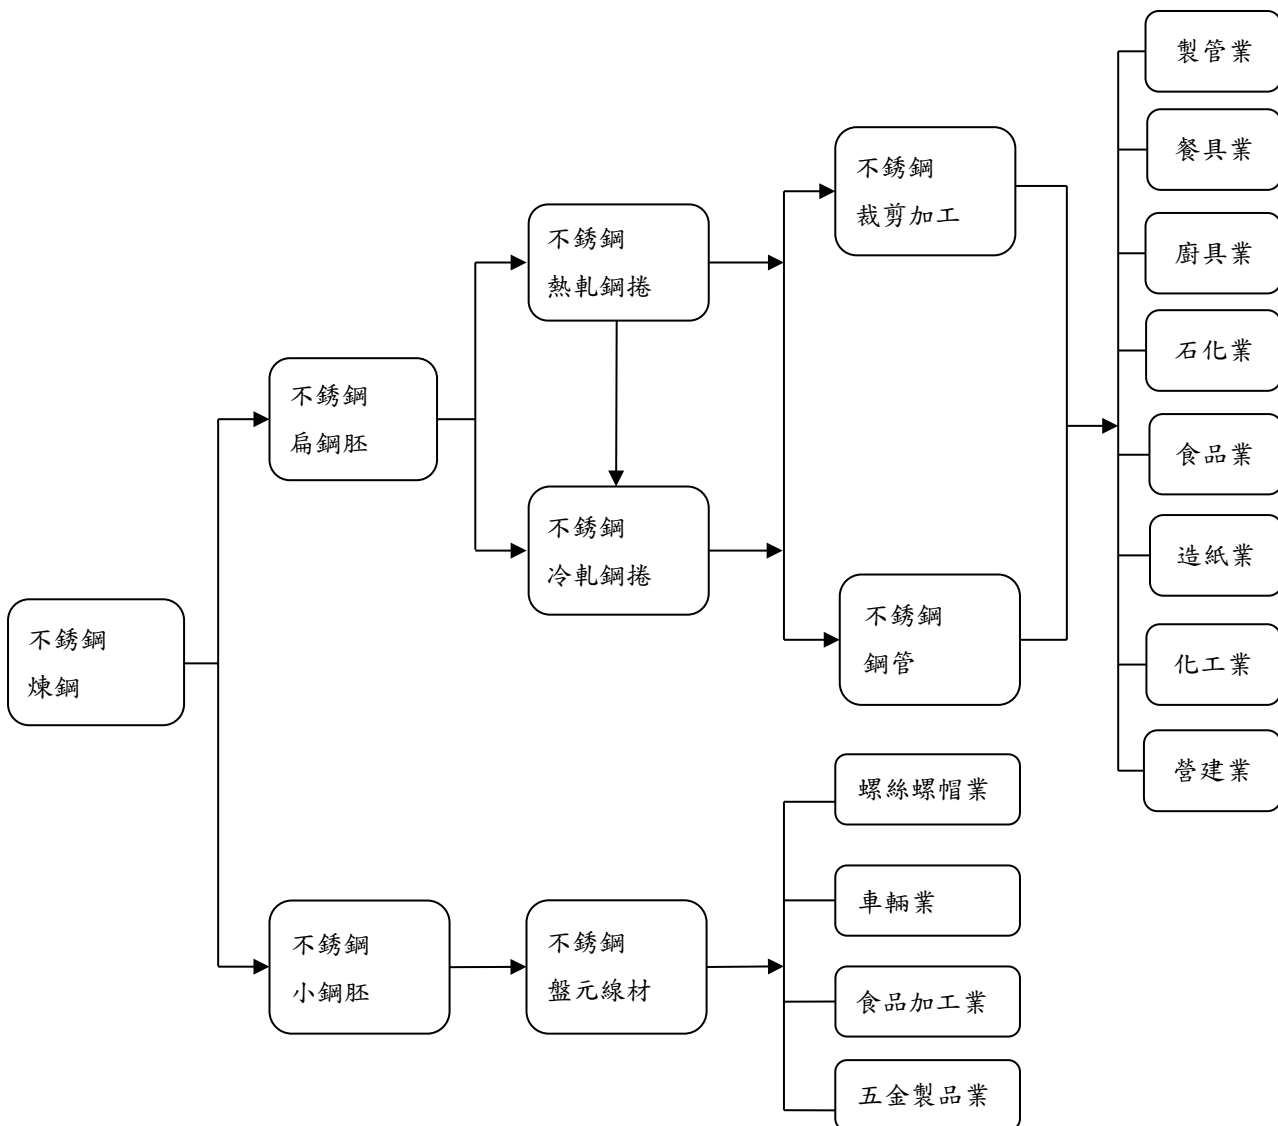 不銹鋼
煉鋼
不銹鋼
扁鋼胚
不銹鋼
小鋼胚
不銹鋼
熱軋鋼捲
不銹鋼
冷軋鋼捲
不銹鋼
盤元線材
不銹鋼
裁剪加工
不銹鋼
鋼管
螺絲螺帽業
車輛業
食品加工業
五金製品業
製管業
餐具業
廚具業
石化業
食品業
造紙業
化工業
營建業